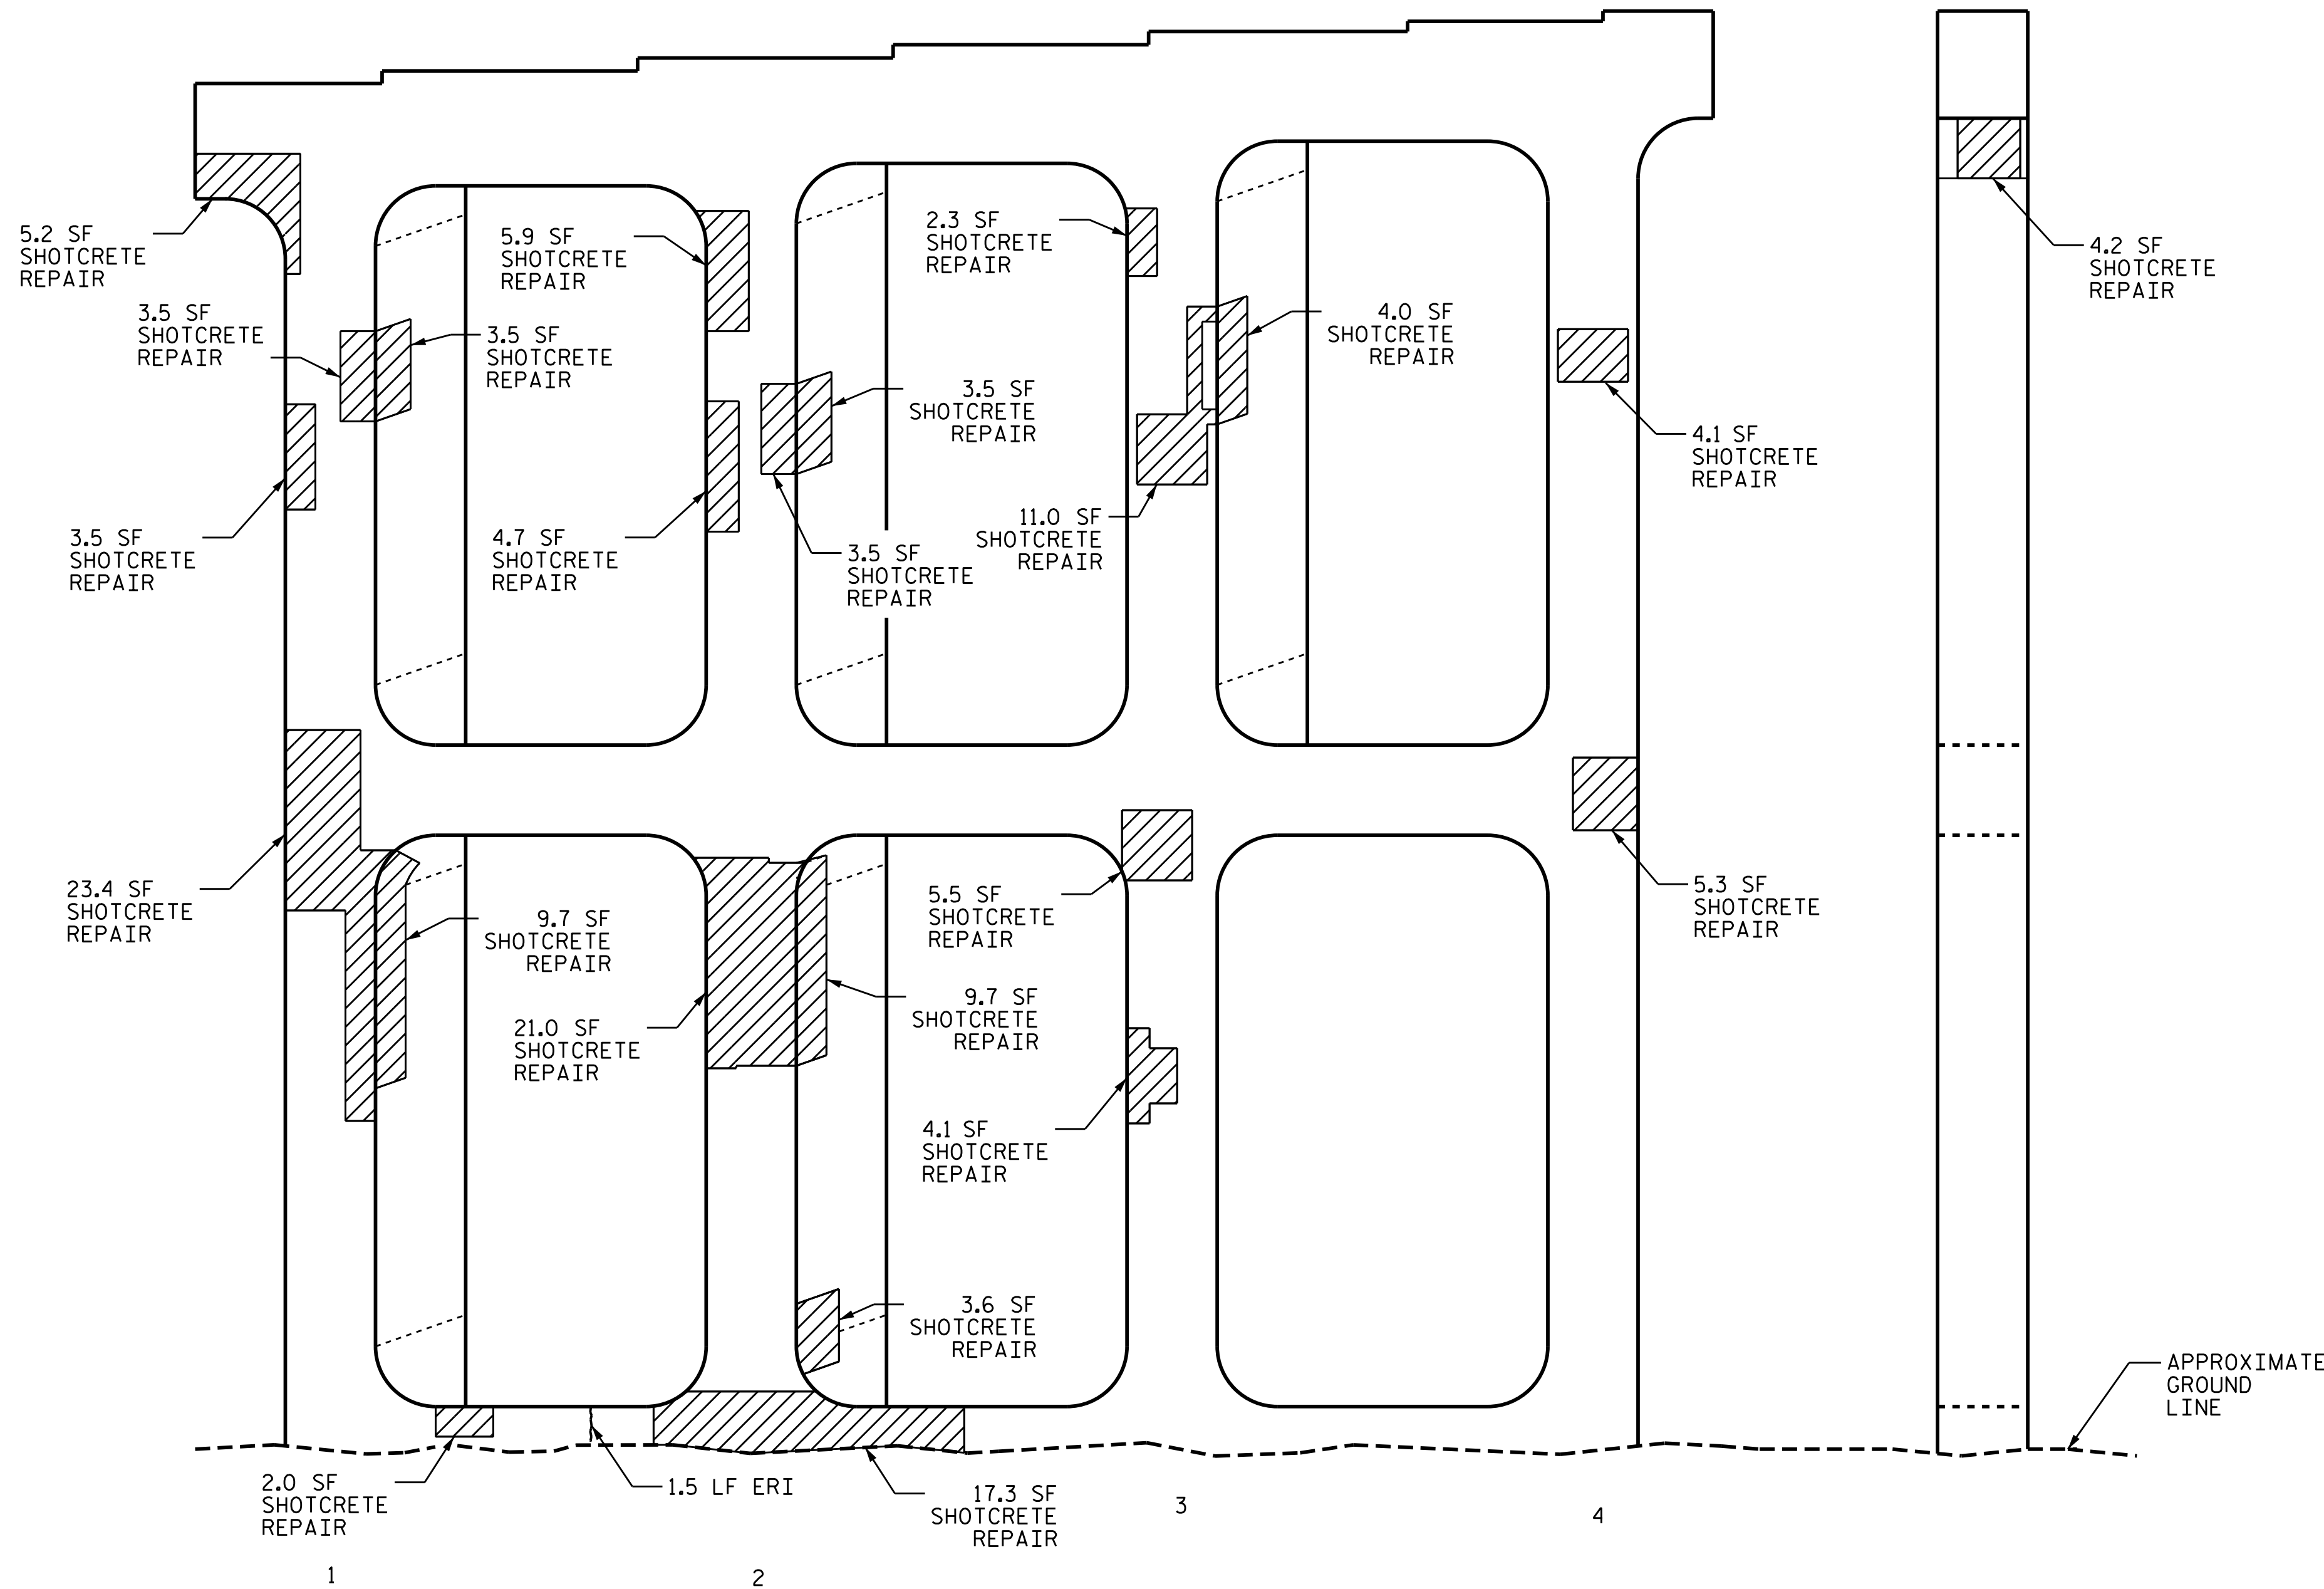 5.2 SF
SHOTCRETE
REPAIR
3.5 SF
SHOTCRETE
REPAIR
3.5 SF
SHOTCRETE
REPAIR
5.9 SF
SHOTCRETE
REPAIR
3.5 SF
SHOTCRETE
REPAIR
4.7 SF
SHOTCRETE
REPAIR
2.3 SF
SHOTCRETE
REPAIR
3.5 SF
SHOTCRETE
REPAIR
3.5 SF
SHOTCRETE
REPAIR
11.0 SF
SHOTCRETE
REPAIR
4.0 SF
SHOTCRETE
REPAIR
4.1 SF
SHOTCRETE
REPAIR
4.2 SF
SHOTCRETE
REPAIR
23.4 SF
SHOTCRETE
REPAIR
9.7 SF
SHOTCRETE
REPAIR
21.0 SF
SHOTCRETE
REPAIR
5.5 SF
SHOTCRETE
REPAIR
9.7 SF
SHOTCRETE
REPAIR
4.1 SF
SHOTCRETE
REPAIR
5.3 SF
SHOTCRETE
REPAIR
3.6 SF
SHOTCRETE
REPAIR
APPROXIMATE
GROUND
LINE
2.0 SF
SHOTCRETE
REPAIR
1.5 LF ERI
17.3 SF
SHOTCRETE
REPAIR
1
2
3
4